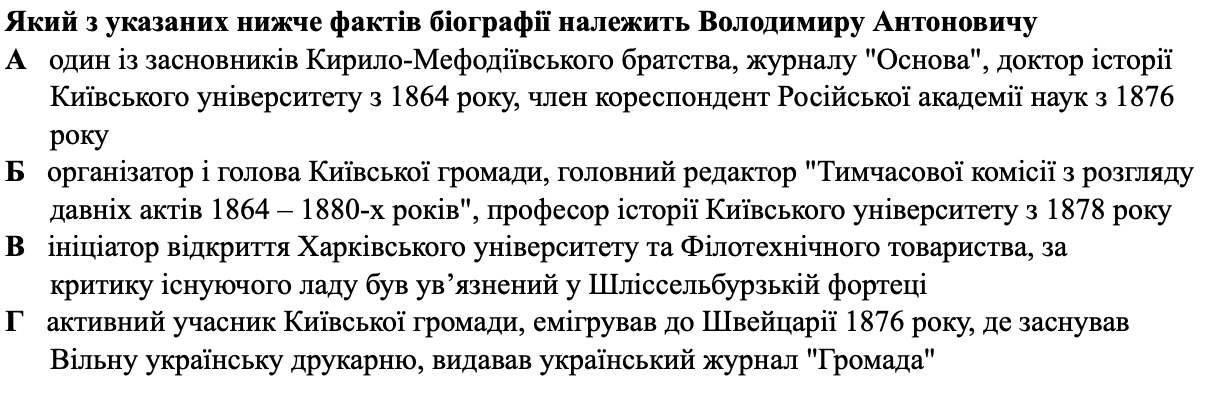 Який з указаних нижче фактів біографії належить Володимиру Антоновичу
А один із засновників Кирило-Мефодіївського братства, журналу "Основа", доктор історії
Київського університету з 1864 року, член кореспондент Російської академії наук з 1876
року
Б організатор і голова Київської громади, головний редактор "Тимчасової комісії з розгляду
давніх актів 1864 – 1880-х років", професор історії Київського університету з 1878 року
В ініціатор відкриття Харківського університету та Філотехнічного товариства, за
критику існуючого ладу був ув’язнений у Шліссельбурзькій фортеці
Г активний учасник Київської громади, емігрував до Швейцарії 1876 року, де заснував
Вільну українську друкарню, видавав український журнал "Громада"